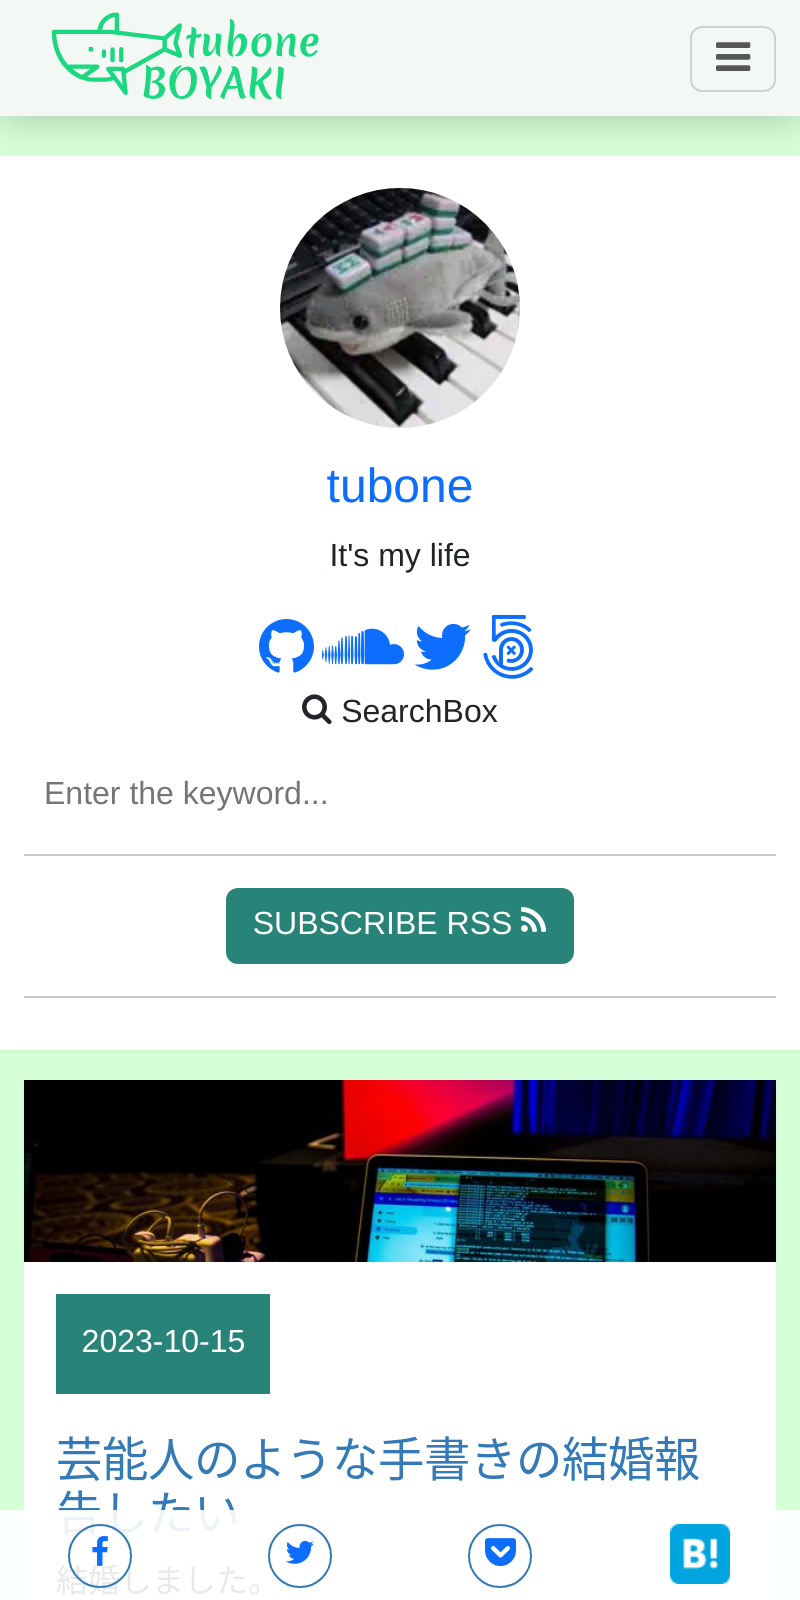 tubone
BOYAKI
tubone
It's my life
SearchBox
Enter the keyword...
SUBSCRIBE RSS
2023-10-15
芸能人のような手書きの結婚報
告したい
結婚しました。
B!